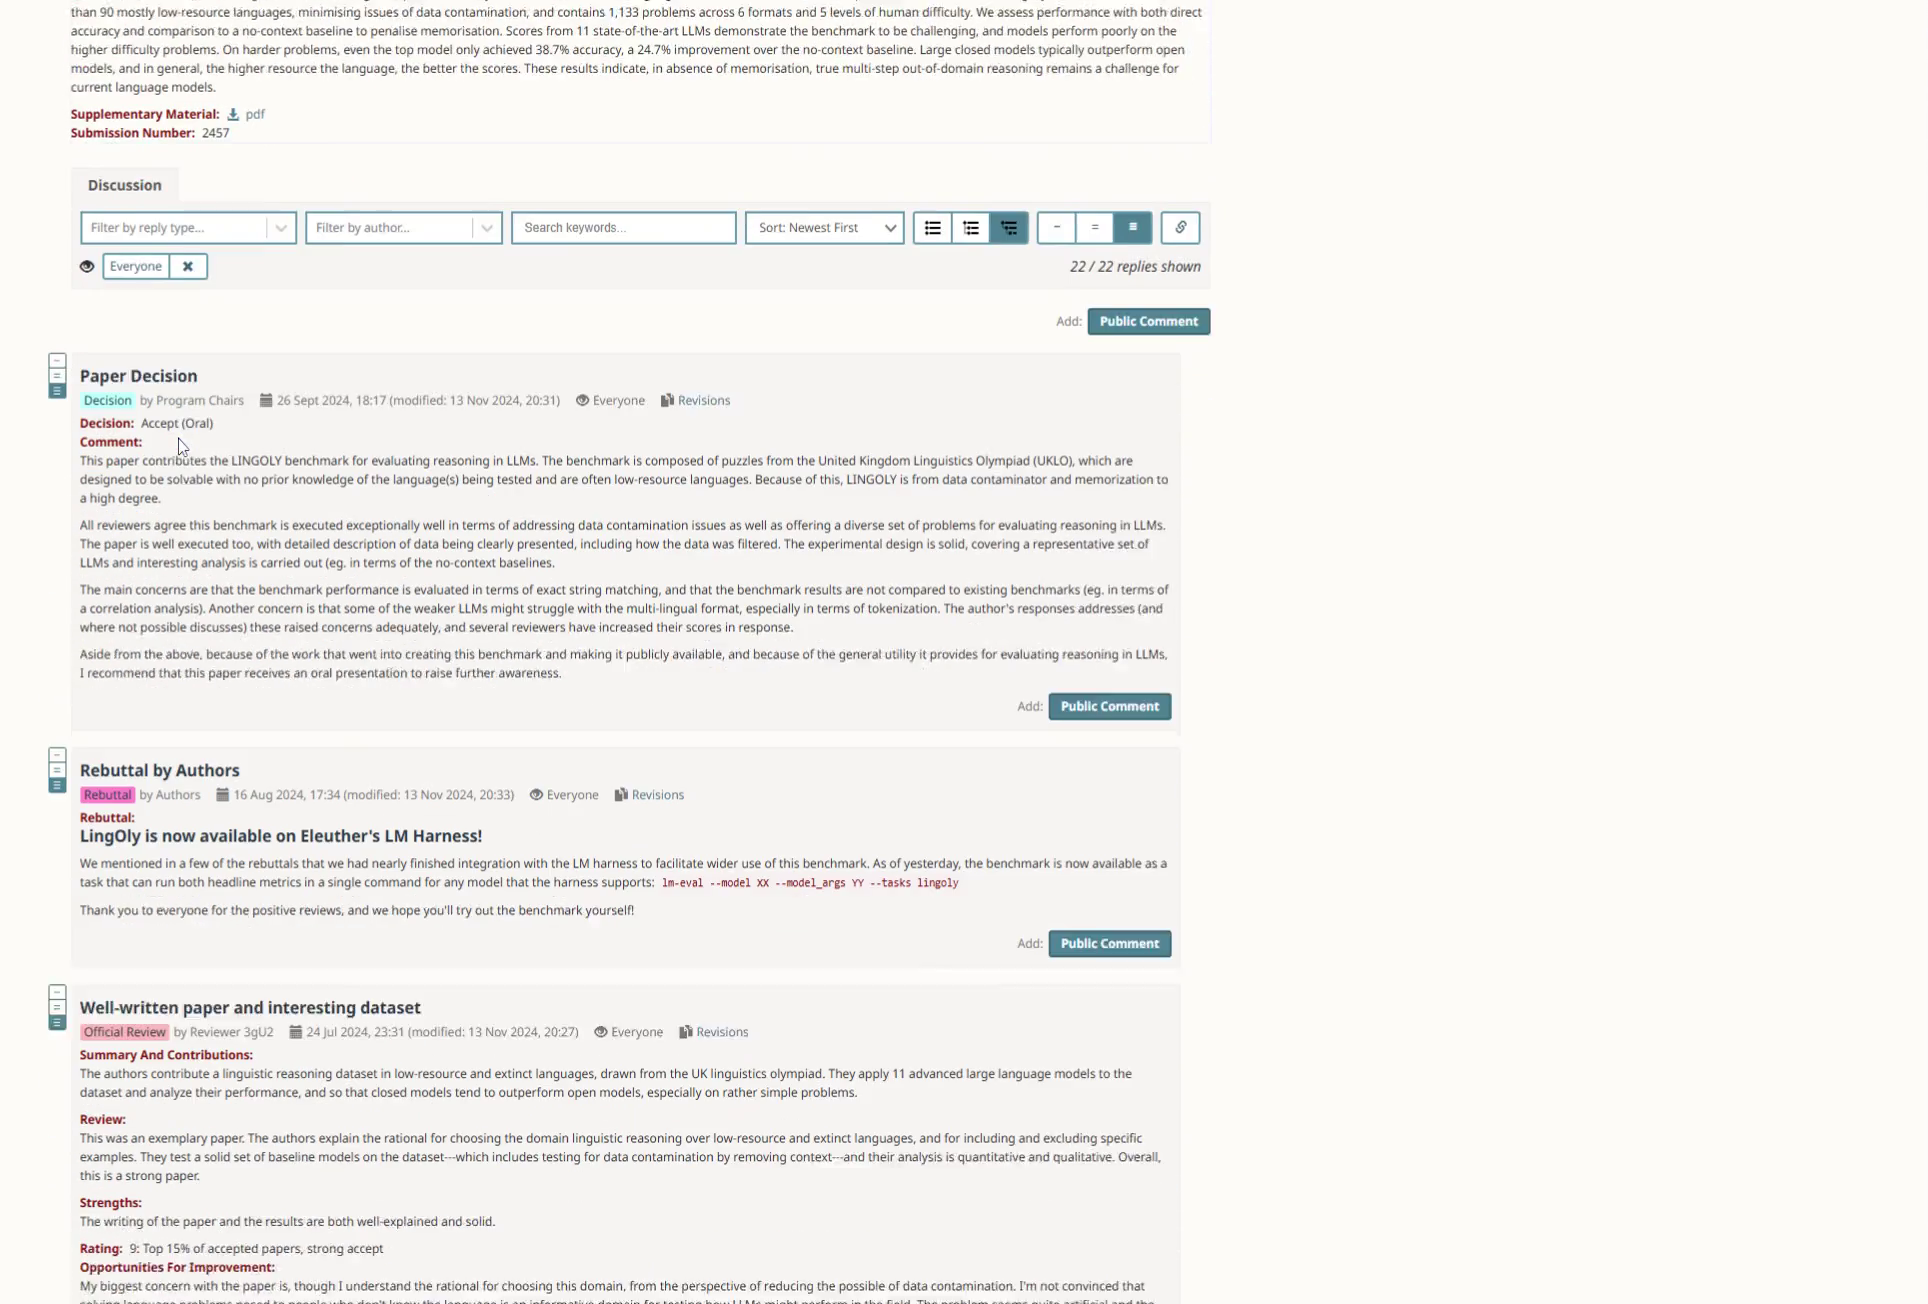 than 90 mostly low-resource languages, minimising issues of data contamination, and contains 1,133 problems across 6 formats and 5 levels of human difficulty. We assess performance with both direct
accuracy and comparison to a no-context baseline to penalise memorisation. Scores from 11 state-of-the-art LLMs demonstrate the benchmark to be challenging, and models perform poorly on the
higher difficulty problems. On harder problems, even the top model only achieved 38.7% accuracy, a 24.7% improvement over the no-context baseline. Large closed models typically outperform open
models, and in general, the higher resource the language, the better the scores. These results indicate, in absence of memorisation, true multi-step out-of-domain reasoning remains a challenge for
current language models.
Supplementary Material: pdf
Submission Number: 2457
Discussion
Filter by reply type... Filter by author... Search keywords... Sort: Newest First
Everyone 22 / 22 replies shown
Add: Public Comment
Paper Decision
Decision by Program Chairs 26 Sept 2024, 18:17 (modified: 13 Nov 2024, 20:31) Everyone Revisions
Decision: Accept (Oral)
Comment:
This paper contributes the LINGOLY benchmark for evaluating reasoning in LLMs. The benchmark is composed of puzzles from the United Kingdom Linguistics Olympiad (UKLO), which are
designed to be solvable with no prior knowledge of the language(s) being tested and are often low-resource languages. Because of this, LINGOLY is from data contaminator and memorization to
a high degree.
All reviewers agree this benchmark is executed exceptionally well in terms of addressing data contamination issues as well as offering a diverse set of problems for evaluating reasoning in LLMs.
The paper is well executed too, with detailed description of data being clearly presented, including how the data was filtered. The experimental design is solid, covering a representative set of
LLMs and interesting analysis is carried out (eg. in terms of the no-context baselines.
The main concerns are that the benchmark performance is evaluated in terms of exact string matching, and that the benchmark results are not compared to existing benchmarks (eg. in terms of
a correlation analysis). Another concern is that some of the weaker LLMs might struggle with the multi-lingual format, especially in terms of tokenization. The author's responses addresses (and
where not possible discusses) these raised concerns adequately, and several reviewers have increased their scores in response.
Aside from the above, because of the work that went into creating this benchmark and making it publicly available, and because of the general utility it provides for evaluating reasoning in LLMs,
I recommend that this paper receives an oral presentation to raise further awareness.
Add: Public Comment
Rebuttal by Authors
Rebuttal by Authors 16 Aug 2024, 17:34 (modified: 13 Nov 2024, 20:33) Everyone Revisions
Rebuttal:
LingOly is now available on Eleuther's LM Harness!
We mentioned in a few of the rebuttals that we had nearly finished integration with the LM harness to facilitate wider use of this benchmark. As of yesterday, the benchmark is now available as a
task that can run both headline metrics in a single command for any model that the harness supports: lm-eval --model XX --model_args YY --tasks lingoly
Thank you to everyone for the positive reviews, and we hope you'll try out the benchmark yourself!
Add: Public Comment
Well-written paper and interesting dataset
Official Review by Reviewer 3gU2 24 Jul 2024, 23:31 (modified: 13 Nov 2024, 20:27) Everyone Revisions
Summary And Contributions:
The authors contribute a linguistic reasoning dataset in low-resource and extinct languages, drawn from the UK linguistics olympiad. They apply 11 advanced large language models to the
dataset and analyze their performance, and so that closed models tend to outperform open models, especially on rather simple problems.
Review:
This was an exemplary paper. The authors explain the rational for choosing the domain linguistic reasoning over low-resource and extinct languages, and for including and excluding specific
examples. They test a solid set of baseline models on the dataset---which includes testing for data contamination by removing context---and their analysis is quantitative and qualitative. Overall,
this is a strong paper.
Strengths:
The writing of the paper and the results are both well-explained and solid.
Rating: 9: Top 15% of accepted papers, strong accept
Opportunities For Improvement:
My biggest concern with the paper is, though I understand the rational for choosing this domain, from the perspective of reducing the possible of data contamination. I'm not convinced that